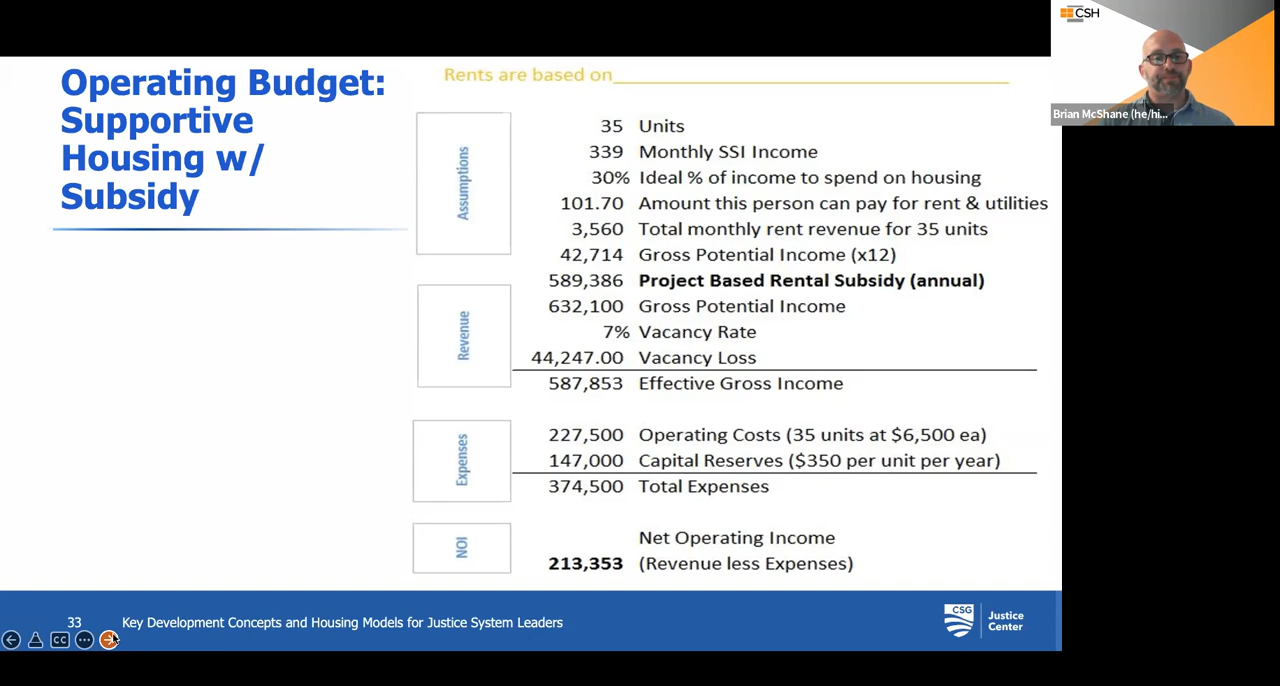 CSH
Brian McShane (he/hi...
Operating Budget:
Supportive
Housing w/
Subsidy
Rents are based on
Assumptions
35 Units
339 Monthly SSI Income
30% Ideal % of income to spend on housing
101.70 Amount this person can pay for rent & utilities
3,560 Total monthly rent revenue for 35 units
42,714 Gross Potential Income (x12)
589,386 Project Based Rental Subsidy (annual)
Revenue
632,100 Gross Potential Income
7% Vacancy Rate
44,247.00 Vacancy Loss
587,853 Effective Gross Income
Expenses
227,500 Operating Costs (35 units at $6,500 ea)
147,000 Capital Reserves ($350 per unit per year)
374,500 Total Expenses
NOI
Net Operating Income
213,353 (Revenue less Expenses)
33 Key Development Concepts and Housing Models for Justice System Leaders
CSG Justice
Center
CC